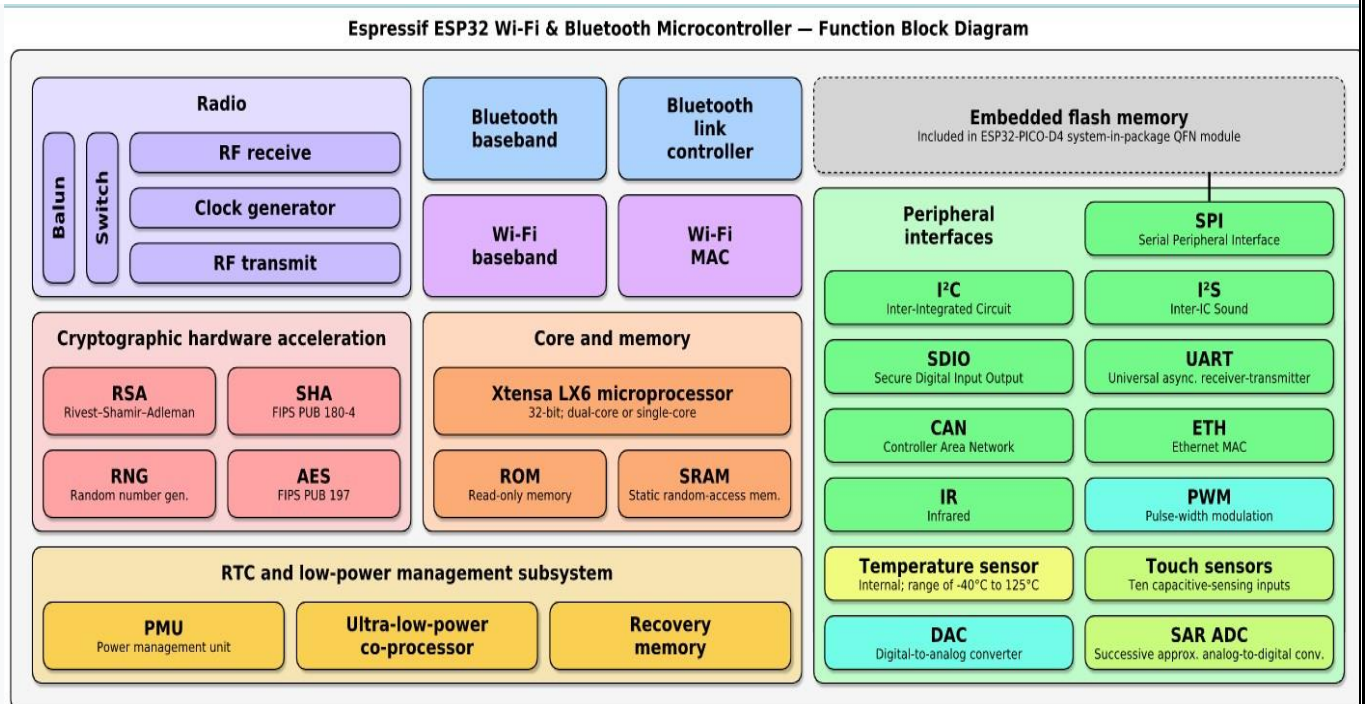 Espressif ESP32 Wi-Fi & Bluetooth Microcontroller — Function Block Diagram
Radio
Balun
Switch
RF receive
Clock generator
RF transmit
Bluetooth
baseband
Bluetooth
link
controller
Wi-Fi
baseband
Wi-Fi
MAC
Embedded flash memory
Included in ESP32-PICO-D4 system-in-package QFN module
Cryptographic hardware acceleration
RSA
Rivest–Shamir–Adleman
SHA
FIPS PUB 180-4
RNG
Random number gen.
AES
FIPS PUB 197
Core and memory
Xtensa LX6 microprocessor
32-bit; dual-core or single-core
ROM
Read-only memory
SRAM
Static random-access mem.
RTC and low-power management subsystem
PMU
Power management unit
Ultra-low-power
co-processor
Recovery
memory
Peripheral
interfaces
SPI
Serial Peripheral Interface
I²C
Inter-Integrated Circuit
I²S
Inter-IC Sound
SDIO
Secure Digital Input Output
UART
Universal async. receiver-transmitter
CAN
Controller Area Network
ETH
Ethernet MAC
IR
Infrared
PWM
Pulse-width modulation
Temperature sensor
Internal; range of -40°C to 125°C
Touch sensors
Ten capacitive-sensing inputs
DAC
Digital-to-analog converter
SAR ADC
Successive approx. analog-to-digital conv.